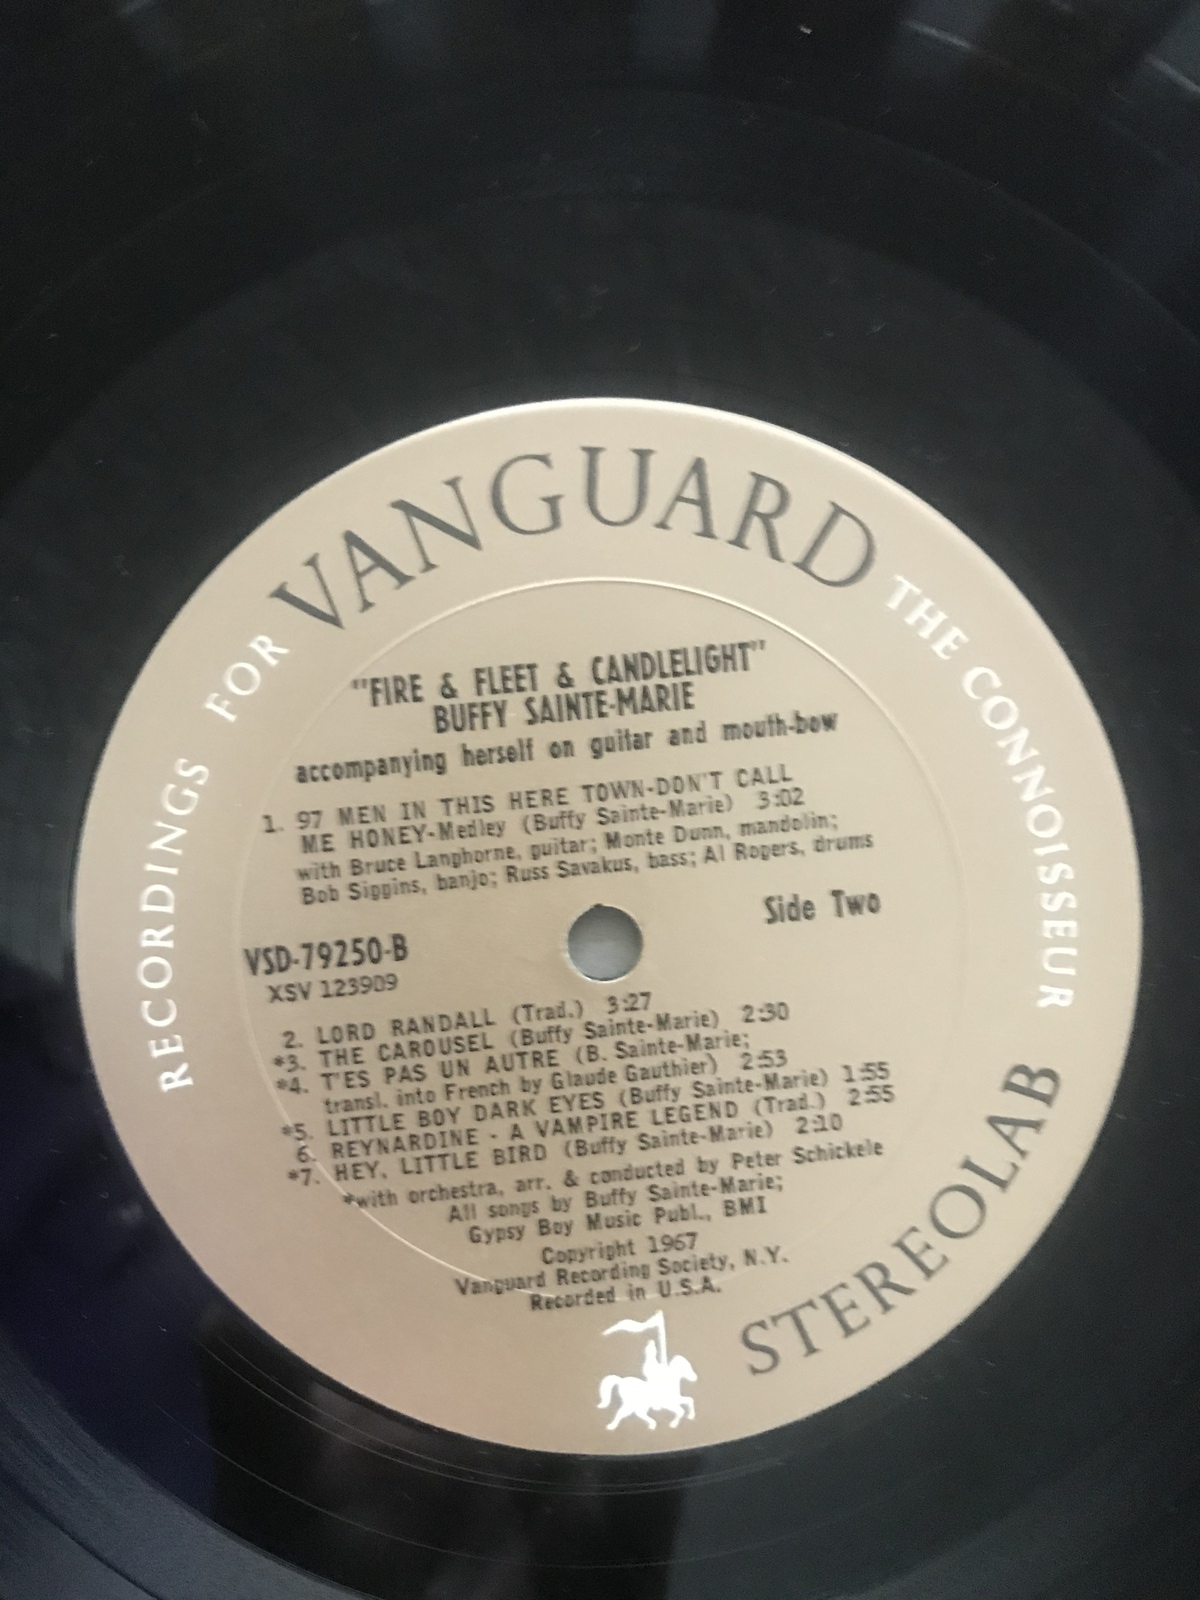 RECORDINGS FOR VANGUARD THE CONNOISSEUR
"FIRE & FLEET & CANDLELIGHT"
BUFFY SAINTE-MARIE
accompanying herself on guitar and mouth-bow
1. 97 MEN IN THIS HERE TOWN-DON'T CALL
ME HONEY-Medley (Buffy Sainte-Marie) 3:02
with Bruce Langhorne, guitar; Monte Dunn, mandolin;
Bob Siggins, banjo; Russ Savakus, bass; Al Rogers, drums
Side Two
VSD-79250-B
XSV 123909
2. LORD RANDALL (Trad.) 3:27
*3. THE CAROUSEL (Buffy Sainte-Marie) 2:30
*4. T'ES PAS UN AUTRE (B. Sainte-Marie;
transl. into French by Glaude Gauthier) 2:53
*5. LITTLE BOY DARK EYES (Buffy Sainte-Marie) 1:55
6. REYNARDINE - A VAMPIRE LEGEND (Trad.) 2:55
*7. HEY, LITTLE BIRD (Buffy Sainte-Marie) 2:10
*with orchestra, arr. & conducted by Peter Schickele
All songs by Buffy Sainte-Marie;
Gypsy Boy Music Publ., BMI
Copyright 1967
Vanguard Recording Society, N.Y.
Recorded in U.S.A.
STEREOLAB